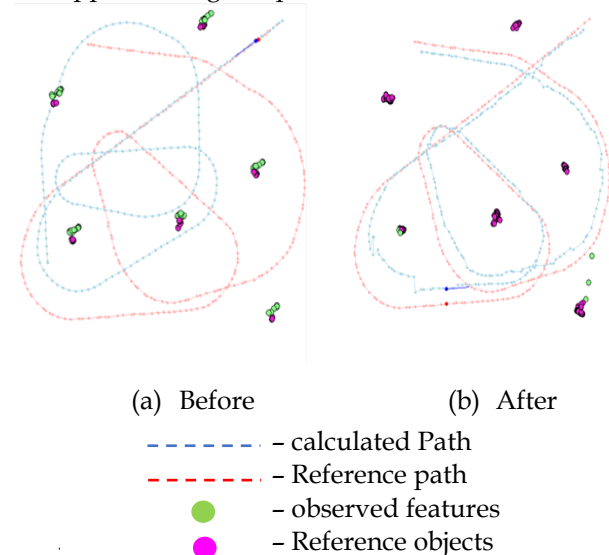 (a) Before
(b) After
– calculated Path
– Reference path
– observed features
– Reference objects